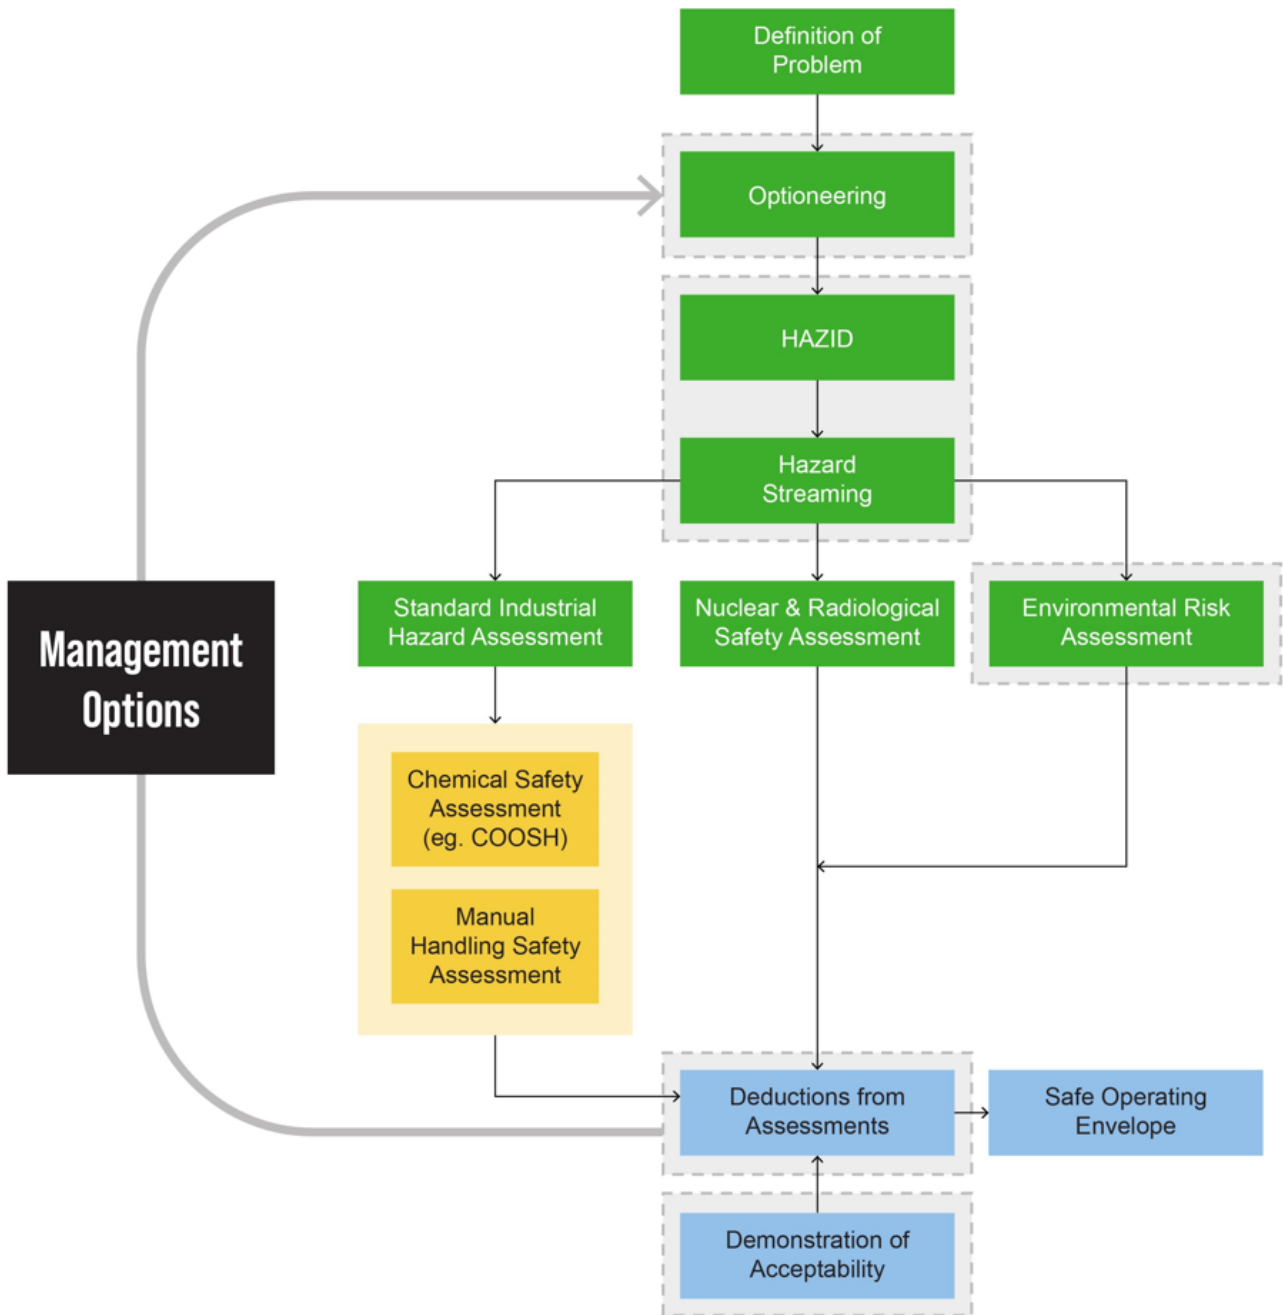 Definition of
Problem
Optioneering
HAZID
Hazard
Streaming
Standard Industrial
Hazard Assessment
Nuclear & Radiological
Safety Assessment
Environmental Risk
Assessment
Management
Options
Chemical Safety
Assessment
(eg. COOSH)
Manual
Handling Safety
Assessment
Deductions from
Assessments
Safe Operating
Envelope
Demonstration of
Acceptability